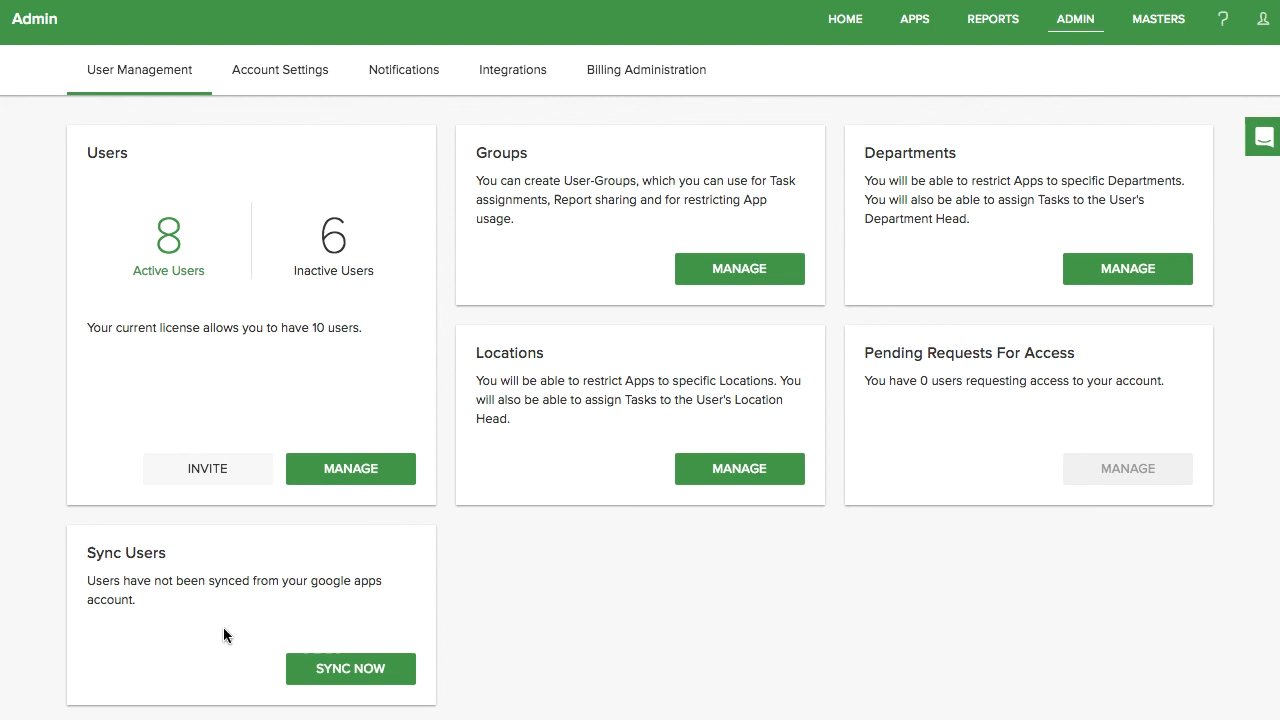 Admin
HOME
APPS
REPORTS
ADMIN
MASTERS
?
User Management
Account Settings
Notifications
Integrations
Billing Administration
Users
8
Active Users
6
Inactive Users
Your current license allows you to have 10 users.
INVITE
MANAGE
Groups
You can create User-Groups, which you can use for Task
assignments, Report sharing and for restricting App
usage.
MANAGE
Departments
You will be able to restrict Apps to specific Departments.
You will also be able to assign Tasks to the User's
Department Head.
MANAGE
Locations
You will be able to restrict Apps to specific Locations. You
will also be able to assign Tasks to the User's Location
Head.
MANAGE
Pending Requests For Access
You have 0 users requesting access to your account.
MANAGE
Sync Users
Users have not been synced from your google apps
account.
SYNC NOW